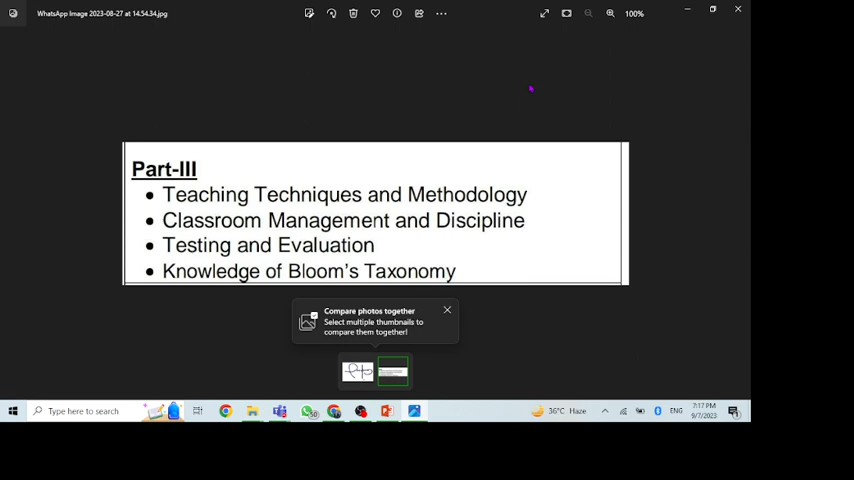 WhatsApp Image 2023-08-27 at 14.54.34.jpg
100%
Part-III
• Teaching Techniques and Methodology
• Classroom Management and Discipline
• Testing and Evaluation
• Knowledge of Bloom's Taxonomy
Compare photos together
Select multiple thumbnails to
compare them together!
Type here to search
50
36°C Haze
ENG
7:17 PM
9/7/2023
1